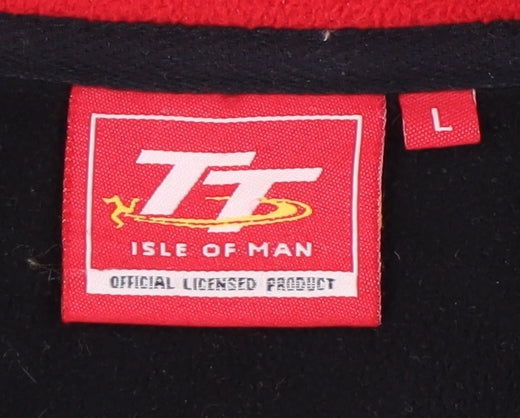 TT
ISLE OF MAN
OFFICIAL LICENSED PRODUCT
L